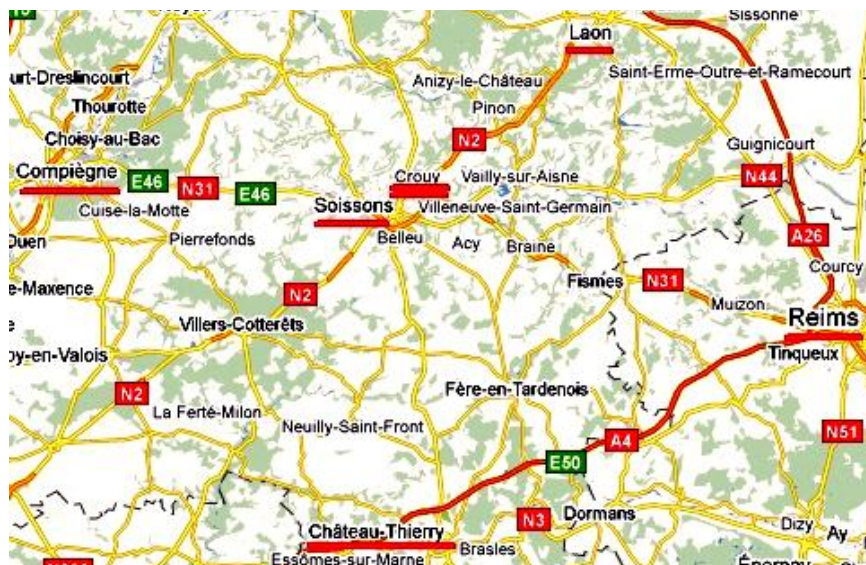 Sissonne
Laon
Saint-Erme-Outre-et-Ramecourt
urt-Dreslincourt
Anizy-le-Château
Thourotte
Pinon
Choisy-au-Bac
N2
Guignicourt
Compiègne
E46
N31
E46
Crouy
Vailly-sur-Aisne
N44
Cuise-la-Motte
Soissons
Villeneuve-Saint-Germain
Pierrefonds
Belleu
Acy
Braine
A26
Courcy
e-Maxence
N2
Fismes
N31
Muizon
Villers-Cotterêts
Reims
py-en-Valois
Tinqueux
N2
La Ferté-Milon
Fère-en-Tardenois
Neuilly-Saint-Front
A4
N51
E50
Château-Thierry
N3
Dormans
Dizy
Ay
Essômes-sur-Marne
Brasles